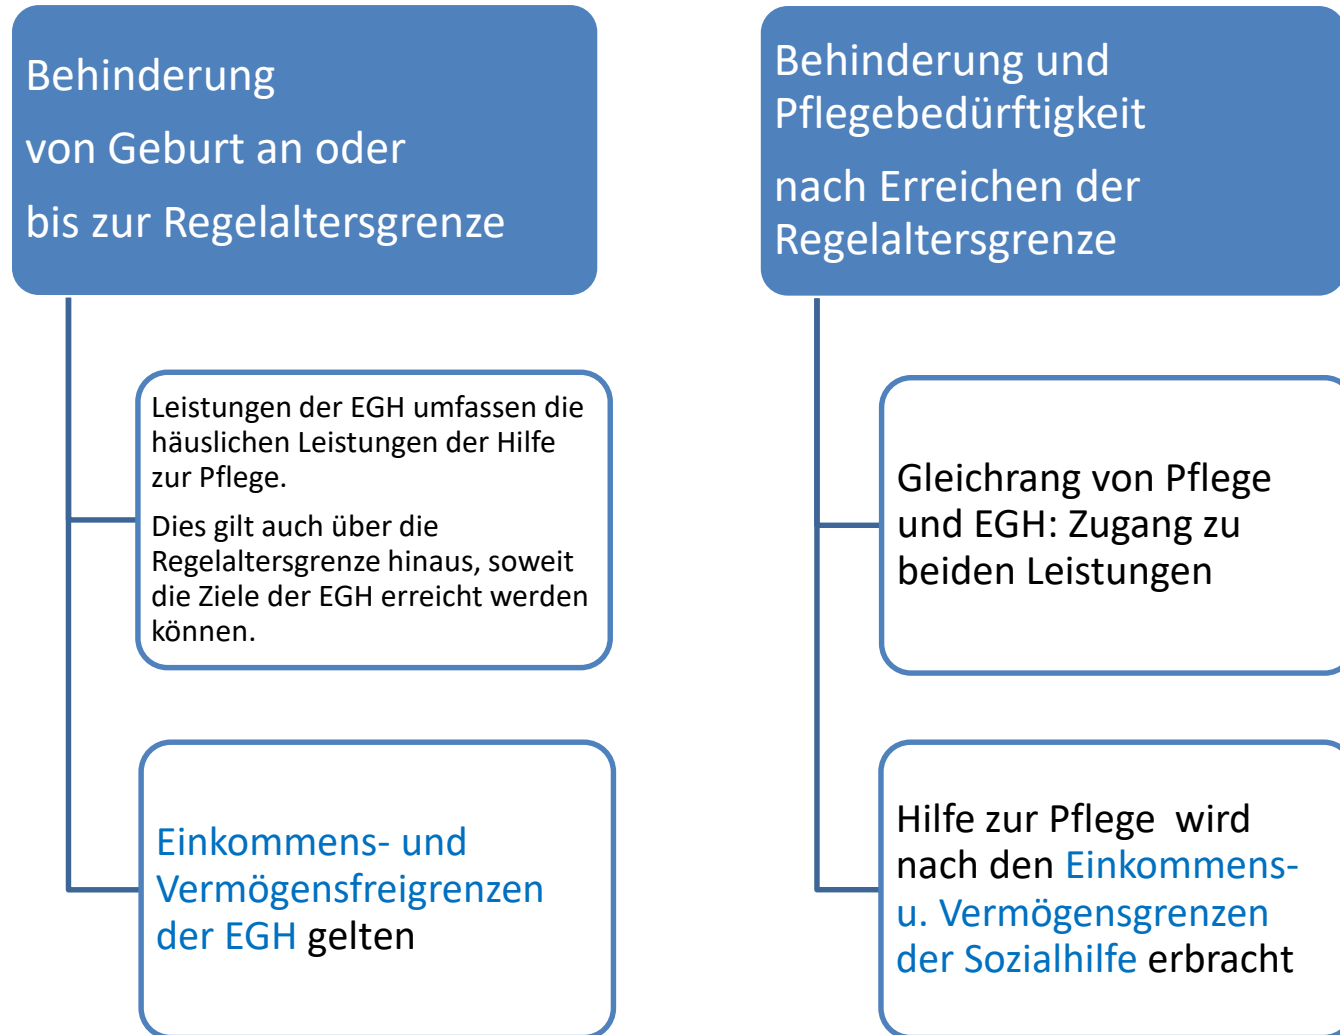 Behinderung
von Geburt an oder
bis zur Regelaltersgrenze
Leistungen der EGH umfassen die
häuslichen Leistungen der Hilfe
zur Pflege.
Dies gilt auch über die
Regelaltersgrenze hinaus, soweit
die Ziele der EGH erreicht werden
können.
Einkommens- und
Vermögensfreigrenzen
der EGH gelten
Behinderung und
Pflegebedürftigkeit
nach Erreichen der
Regelaltersgrenze
Gleichrang von Pflege
und EGH: Zugang zu
beiden Leistungen
Hilfe zur Pflege  wird
nach den Einkommens-
u. Vermögensgrenzen
der Sozialhilfe erbracht